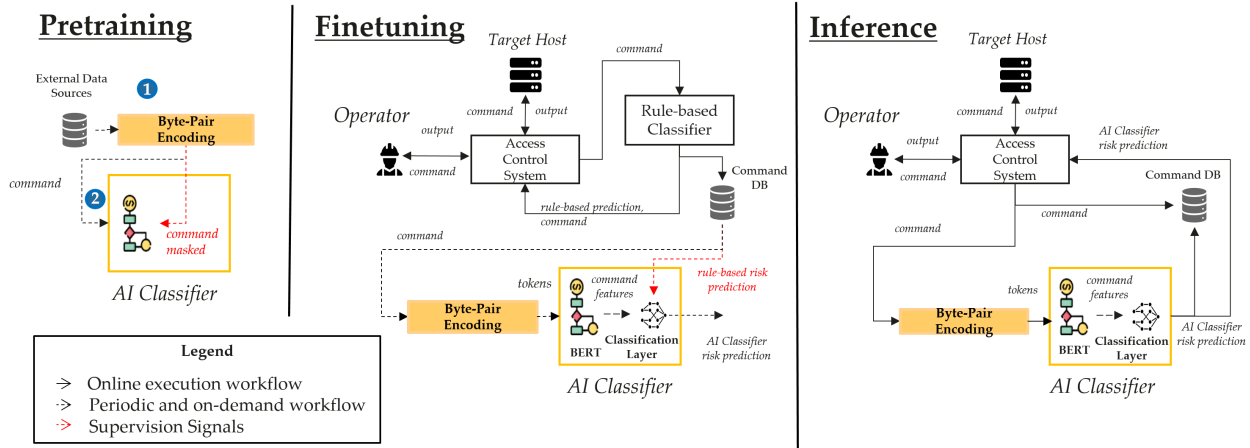 Pretraining
External Data
Sources
1
Byte-Pair
Encoding
command
2
S
command
masked
AI Classifier
Legend
Online execution workflow
Periodic and on-demand workflow
Supervision Signals
Finetuning
Target Host
command
Operator
command
output
Rule-based
Classifier
output
command
Access
Control
System
Command
DB
rule-based prediction,
command
command
rule-based risk
prediction
tokens
command
features
S
Byte-Pair
Encoding
BERT
Classification
Layer
AI Classifier
risk prediction
AI Classifier
Inference
Target Host
Operator
command
output
output
command
Access
Control
System
AI Classifier
risk prediction
Command DB
command
command
tokens
command
features
S
Byte-Pair
Encoding
BERT
Classification
Layer
AI Classifier
risk prediction
AI Classifier